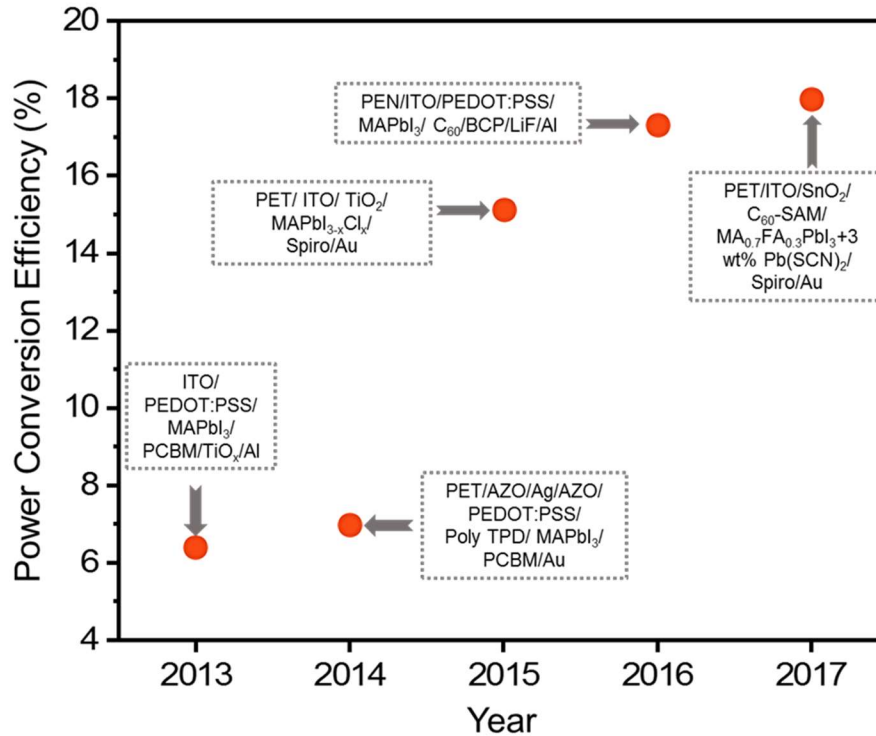 Power Conversion Efficiency (%)
20
18
16
14
12
10
8
6
4
PEN/ITO/PEDOT:PSS/
MAPbI₃/ C₆₀/BCP/LiF/Al
PET/ ITO/ TiO₂/
MAPbI₃₋ₓClₓ/
Spiro/Au
PET/ITO/SnO₂/
C₆₀-SAM/
MA₀.₇FA₀.₃PbI₃+3
wt% Pb(SCN)₂/
Spiro/Au
ITO/
PEDOT:PSS/
MAPbI₃/
PCBM/TiOₓ/Al
PET/AZO/Ag/AZO/
PEDOT:PSS/
Poly TPD/ MAPbI₃/
PCBM/Au
2013
2014
2015
2016
2017
Year